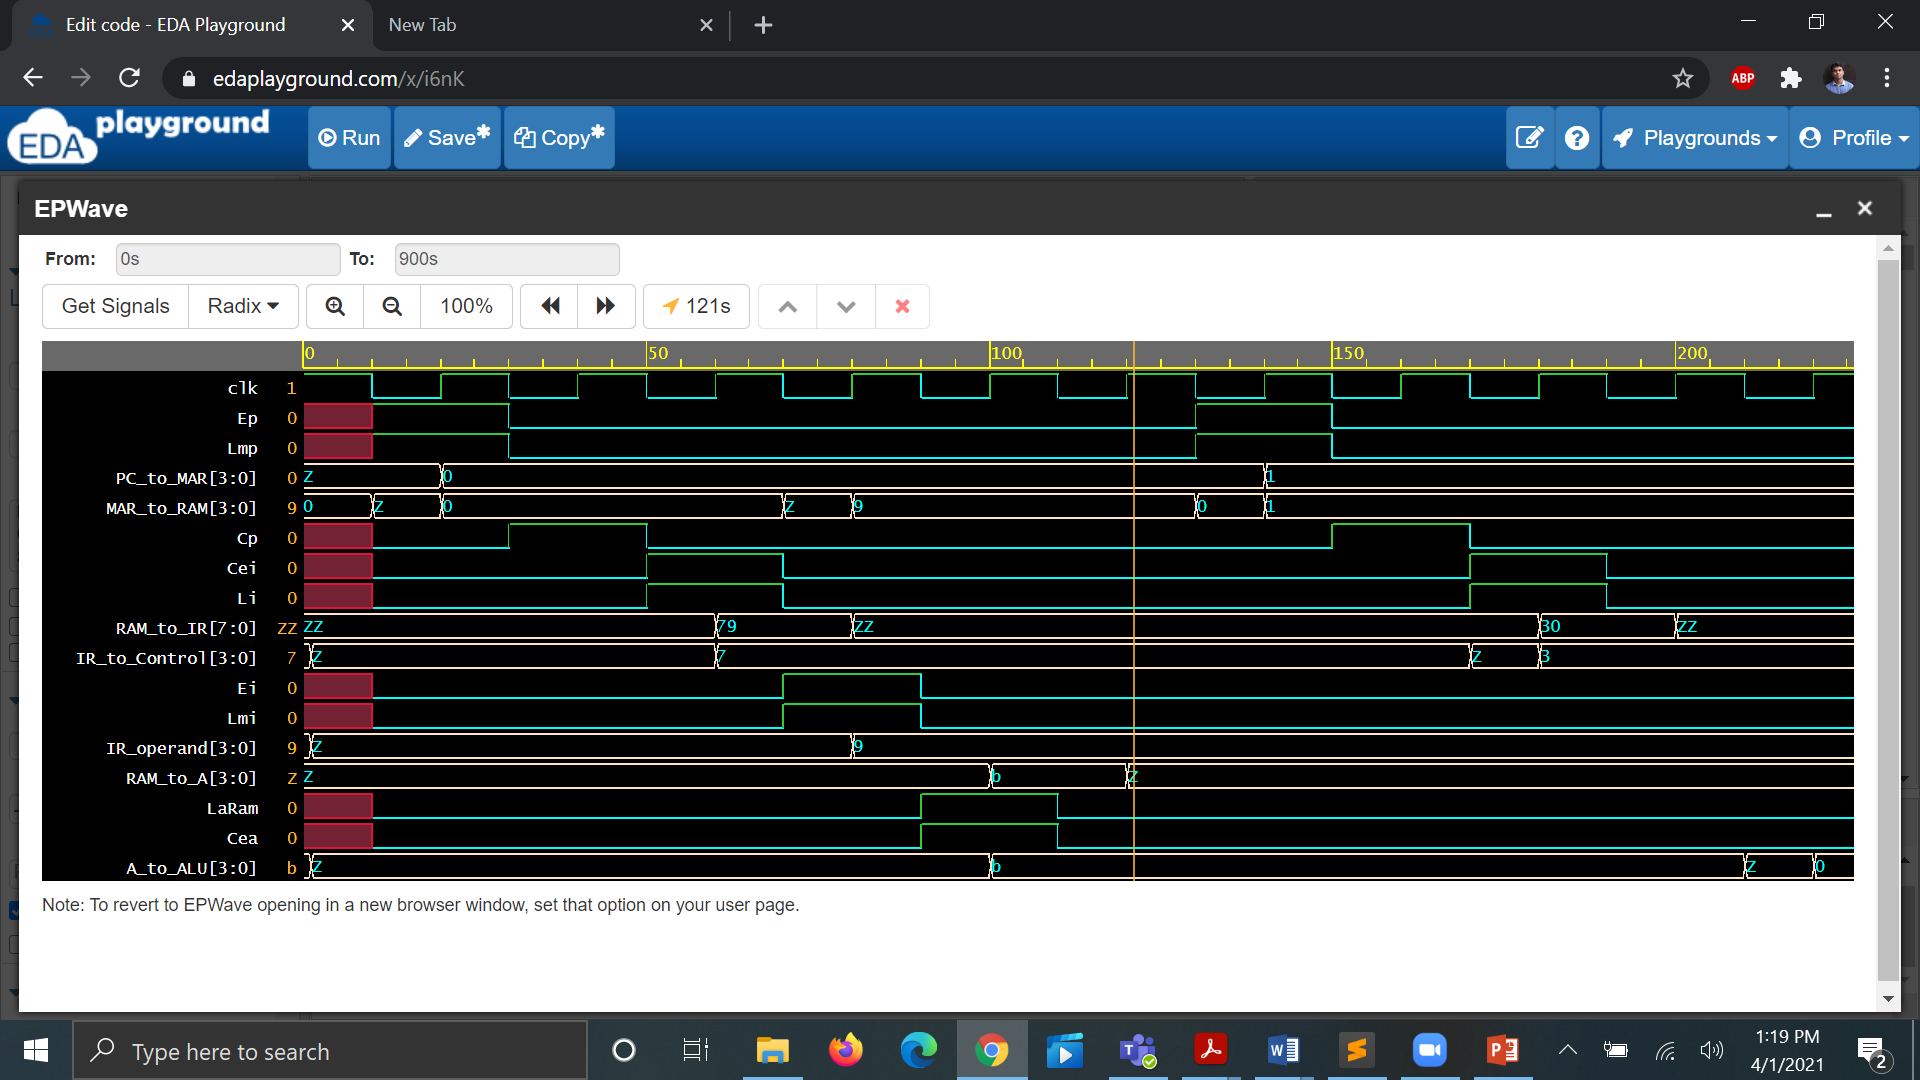 Edit code - EDA Playground
New Tab
edaplayground.com/x/i6nK
ABP
EDA playground
Run
Save*
Copy*
Playgrounds
Profile
EPWave
From: 0s To: 900s
Get Signals
Radix
100%
121s
0 50 100 150 200
clk 1
Ep 0
Lmp 0
PC_to_MAR[3:0] 0 Z 0 1
MAR_to_RAM[3:0] 9 0 Z 0 Z 9 0 1
Cp 0
Cei 0
Li 0
RAM_to_IR[7:0] ZZ ZZ 79 ZZ 30 ZZ
IR_to_Control[3:0] 7 Z 7 Z 3
Ei 0
Lmi 0
IR_operand[3:0] 9 Z 9
RAM_to_A[3:0] Z Z b Z
LaRam 0
Cea 0
A_to_ALU[3:0] b Z b Z 0
Note: To revert to EPWave opening in a new browser window, set that option on your user page.
Type here to search
1:19 PM
4/1/2021
2